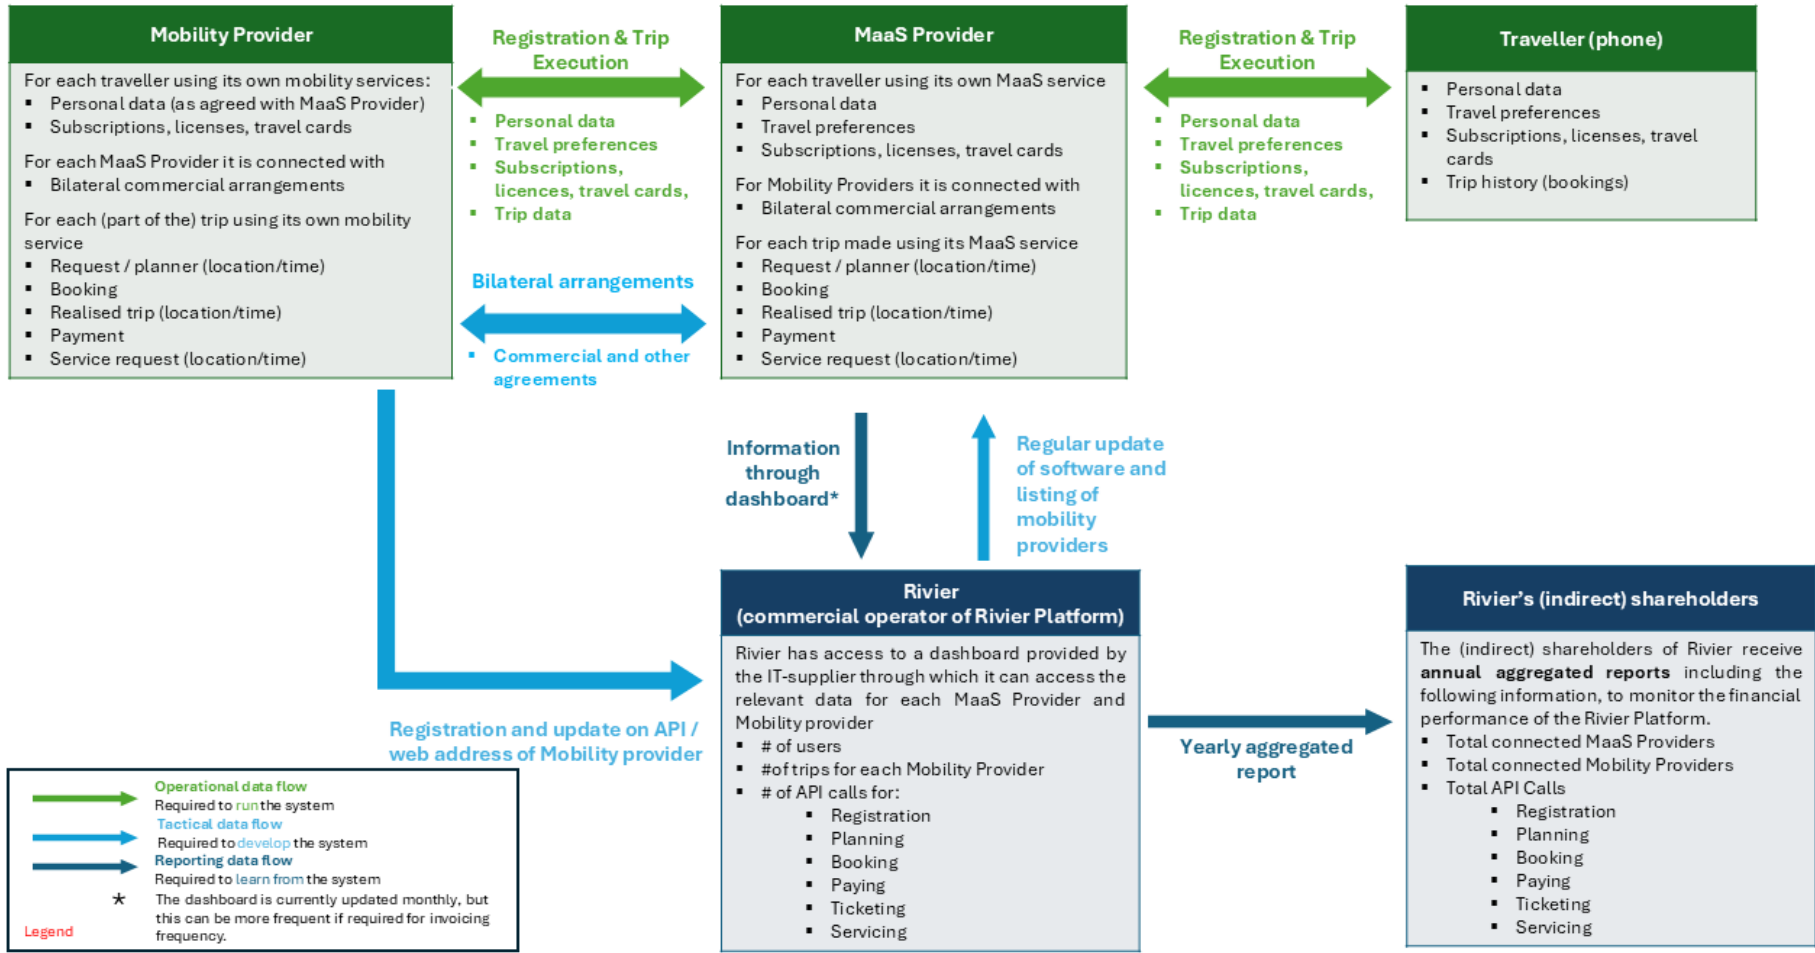 Mobility Provider
For each traveller using its own mobility services:
▪ Personal data (as agreed with MaaS Provider)
▪ Subscriptions, licenses, travel cards
For each MaaS Provider it is connected with
▪ Bilateral commercial arrangements
For each (part of the) trip using its own mobility
service
▪ Request / planner (location/time)
▪ Booking
▪ Realised trip (location/time)
▪ Payment
▪ Service request (location/time)
Registration & Trip
Execution
▪ Personal data
▪ Travel preferences
▪ Subscriptions,
licences, travel cards,
▪ Trip data
Bilateral arrangements
▪ Commercial and other
agreements
MaaS Provider
For each traveller using its own MaaS service
▪ Personal data
▪ Travel preferences
▪ Subscriptions, licenses, travel cards
For Mobility Providers it is connected with
▪ Bilateral commercial arrangements
For each trip made using its MaaS service
▪ Request / planner (location/time)
▪ Booking
▪ Realised trip (location/time)
▪ Payment
▪ Service request (location/time)
Registration & Trip
Execution
▪ Personal data
▪ Travel preferences
▪ Subscriptions,
licences, travel cards,
▪ Trip data
Traveller (phone)
▪ Personal data
▪ Travel preferences
▪ Subscriptions, licenses, travel
cards
▪ Trip history (bookings)
Information
through
dashboard*
Regular update
of software and
listing of
mobility
providers
Registration and update on API /
web address of Mobility provider
Rivier
(commercial operator of Rivier Platform)
Rivier has access to a dashboard provided by
the IT-supplier through which it can access the
relevant data for each MaaS Provider and
Mobility provider
▪ # of users
▪ #of trips for each Mobility Provider
▪ # of API calls for:
▪ Registration
▪ Planning
▪ Booking
▪ Paying
▪ Ticketing
▪ Servicing
Yearly aggregated
report
Rivier's (indirect) shareholders
The (indirect) shareholders of Rivier receive
annual aggregated reports including the
following information, to monitor the financial
performance of the Rivier Platform.
▪ Total connected MaaS Providers
▪ Total connected Mobility Providers
▪ Total API Calls
▪ Registration
▪ Planning
▪ Booking
▪ Paying
▪ Ticketing
▪ Servicing
Operational data flow
Required to run the system
Tactical data flow
Required to develop the system
Reporting data flow
Required to learn from the system
* The dashboard is currently updated monthly, but
this can be more frequent if required for invoicing
frequency.
Legend